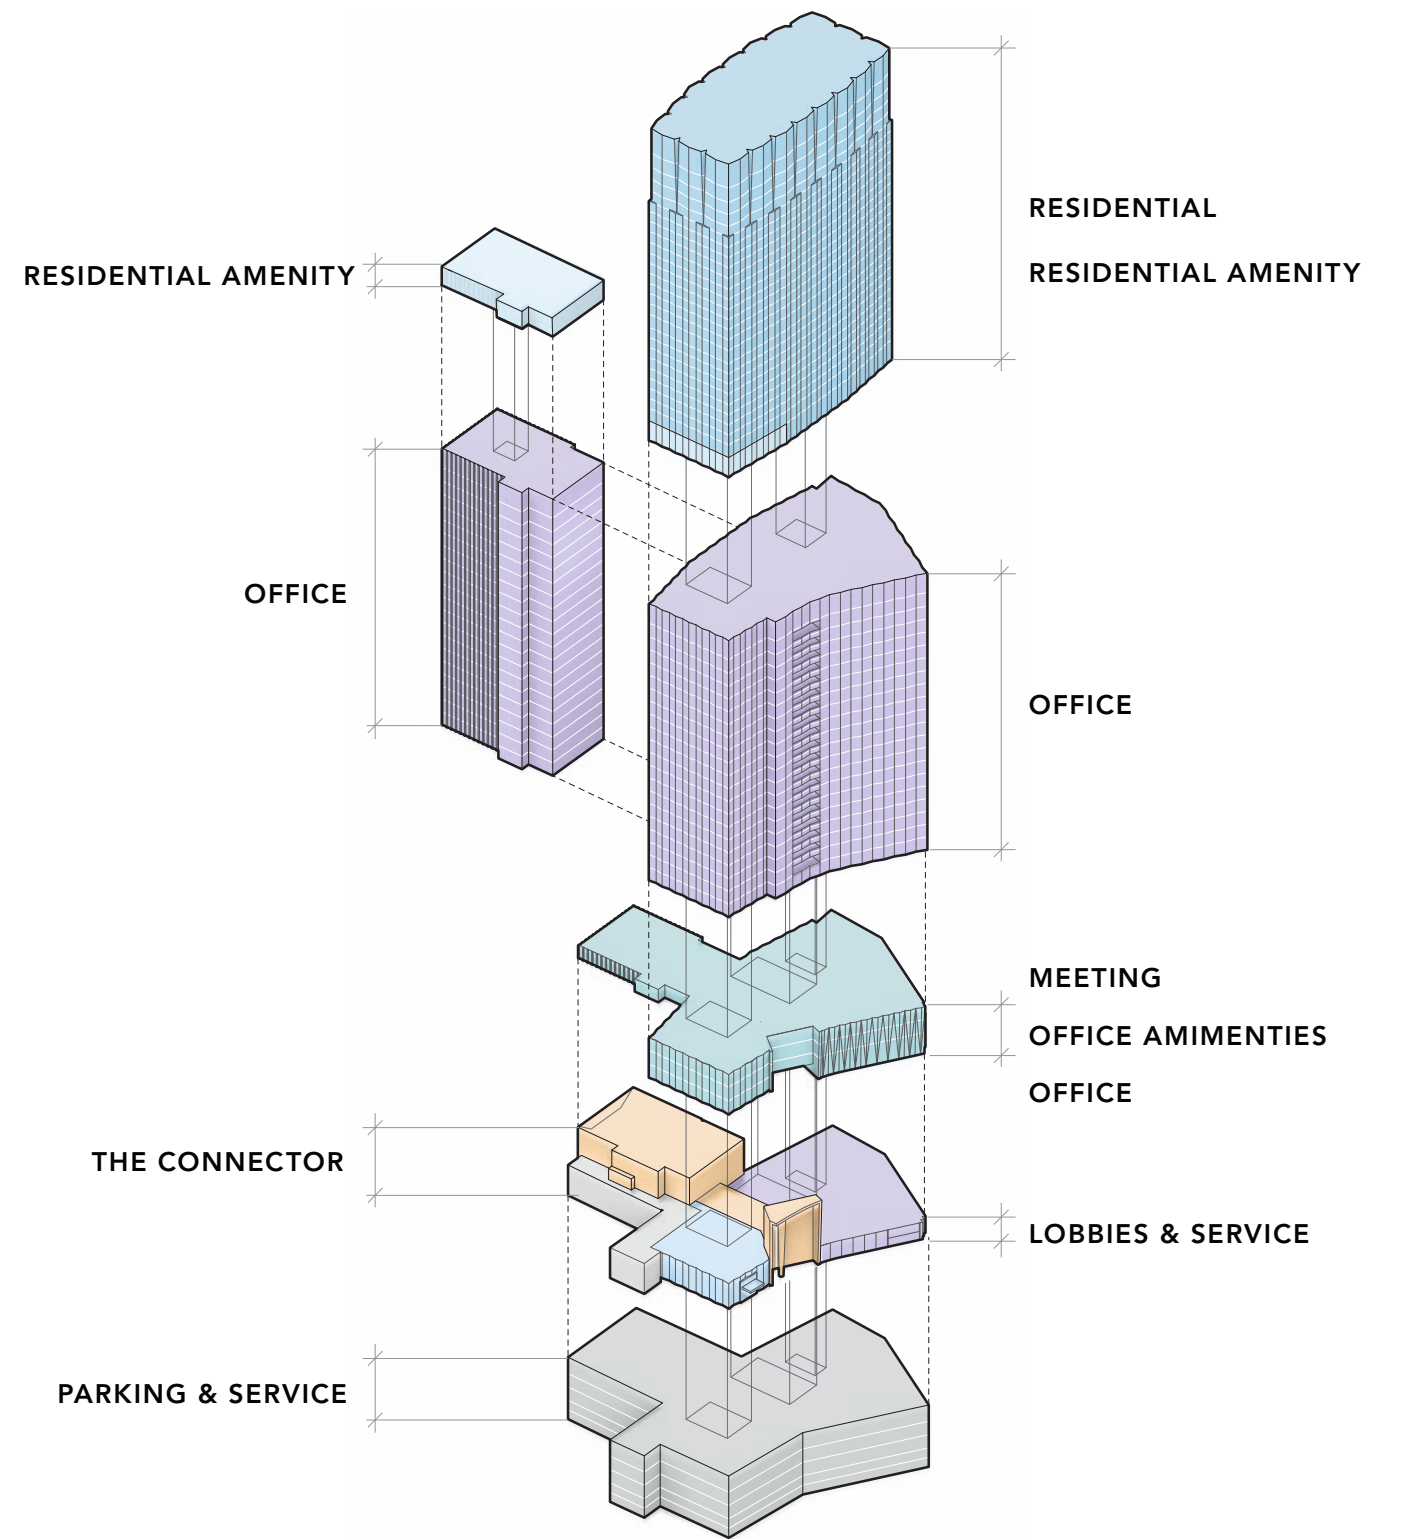 RESIDENTIAL
RESIDENTIAL AMENITY
RESIDENTIAL AMENITY
OFFICE
OFFICE
MEETING
OFFICE AMIMENTIES
OFFICE
THE CONNECTOR
LOBBIES & SERVICE
PARKING & SERVICE